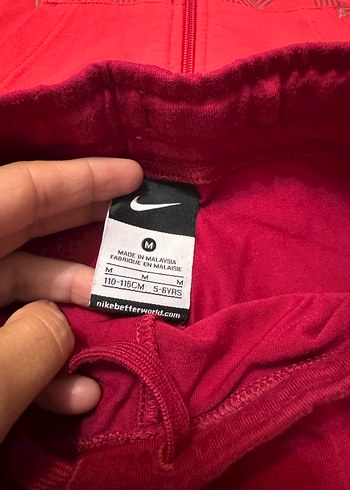 M
MADE IN MALAYSIA
FABRIQUE EN MALAISIE
M M M
110-116CM 5-6YRS
nikebetterworld.com